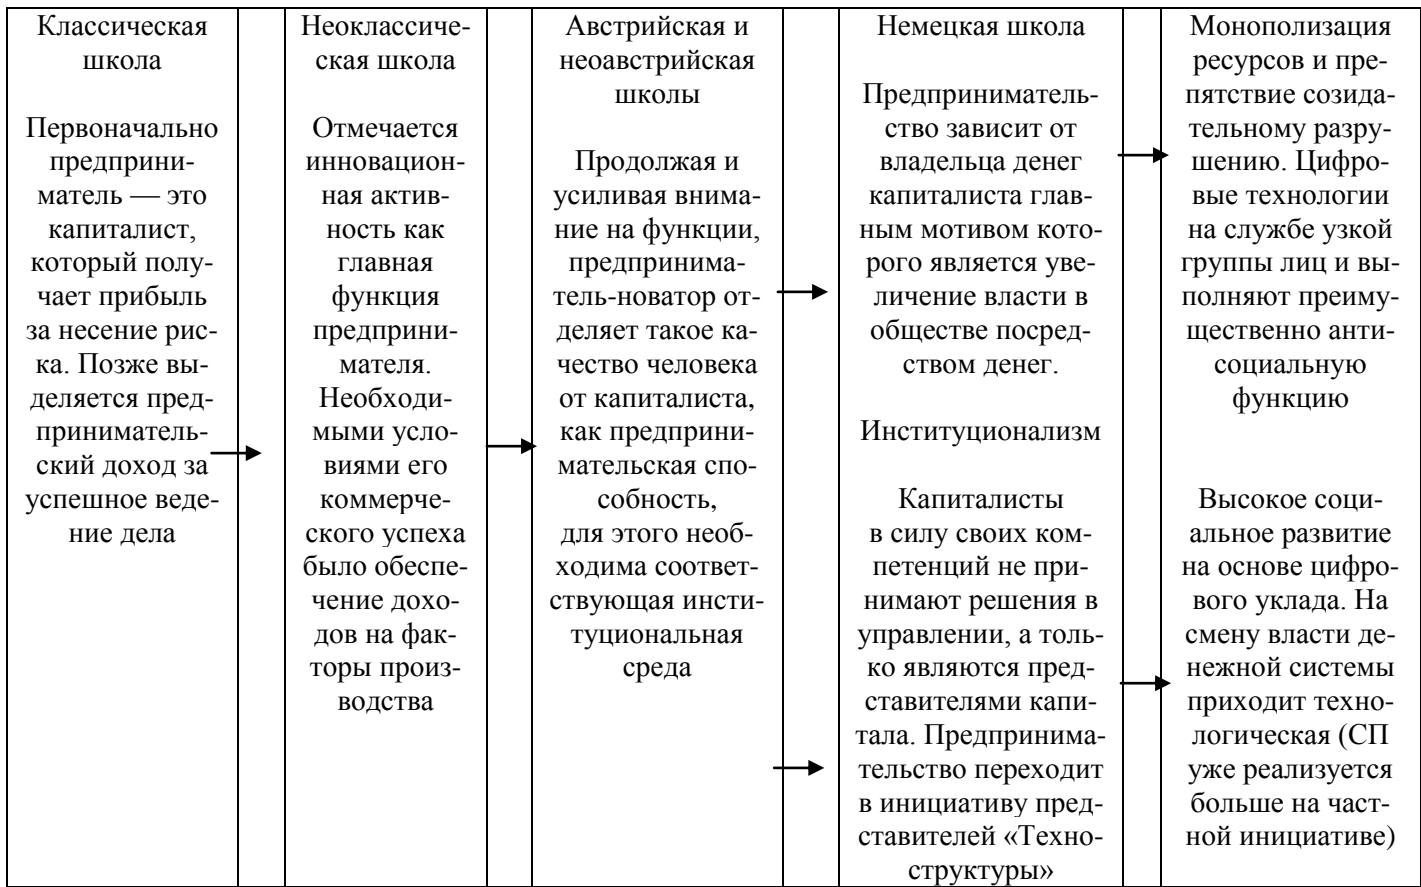 Классическая
школа
Первоначально
предприни-
матель — это
капиталист,
который полу-
чает прибыль
за несение рис-
ка. Позже вы-
деляется пред-
приниматель-
ский доход за
успешное веде-
ние дела
Неоклассиче-
ская школа
Отмечается
инновацион-
ная актив-
ность как
главная
функция
предприни-
мателя.
Необходи-
мыми усло-
виями его
коммерче-
ского успеха
было обеспе-
чение дохо-
дов на фак-
торы произ-
водства
Австрийская и
неоавстрийская
школы
Продолжая и
усиливая внима-
ние на функции,
предпринима-
тель-новатор от-
деляет такое ка-
чество человека
от капиталиста,
как предприни-
мательская спо-
собность,
для этого необ-
ходима соответ-
ствующая инсти-
туциональная
среда
Немецкая школа
Предприниматель-
ство зависит от
владельца денег
капиталиста глав-
ным мотивом кото-
рого является уве-
личение власти в
обществе посред-
ством денег.
Институционализм
Капиталисты
в силу своих ком-
петенций не при-
нимают решения в
управлении, а толь-
ко являются пред-
ставителями капи-
тала. Предпринима-
тельство переходит
в инициативу пред-
ставителей «Техно-
структуры»
Монополизация
ресурсов и пре-
пятствие созида-
тельному разру-
шению. Цифро-
вые технологии
на службе узкой
группы лиц и вы-
полняют преиму-
щественно анти-
социальную
функцию
Высокое соци-
альное развитие
на основе цифро-
вого уклада. На
смену власти де-
нежной системы
приходит техно-
логическая (СП
уже реализуется
больше на част-
ной инициативе)